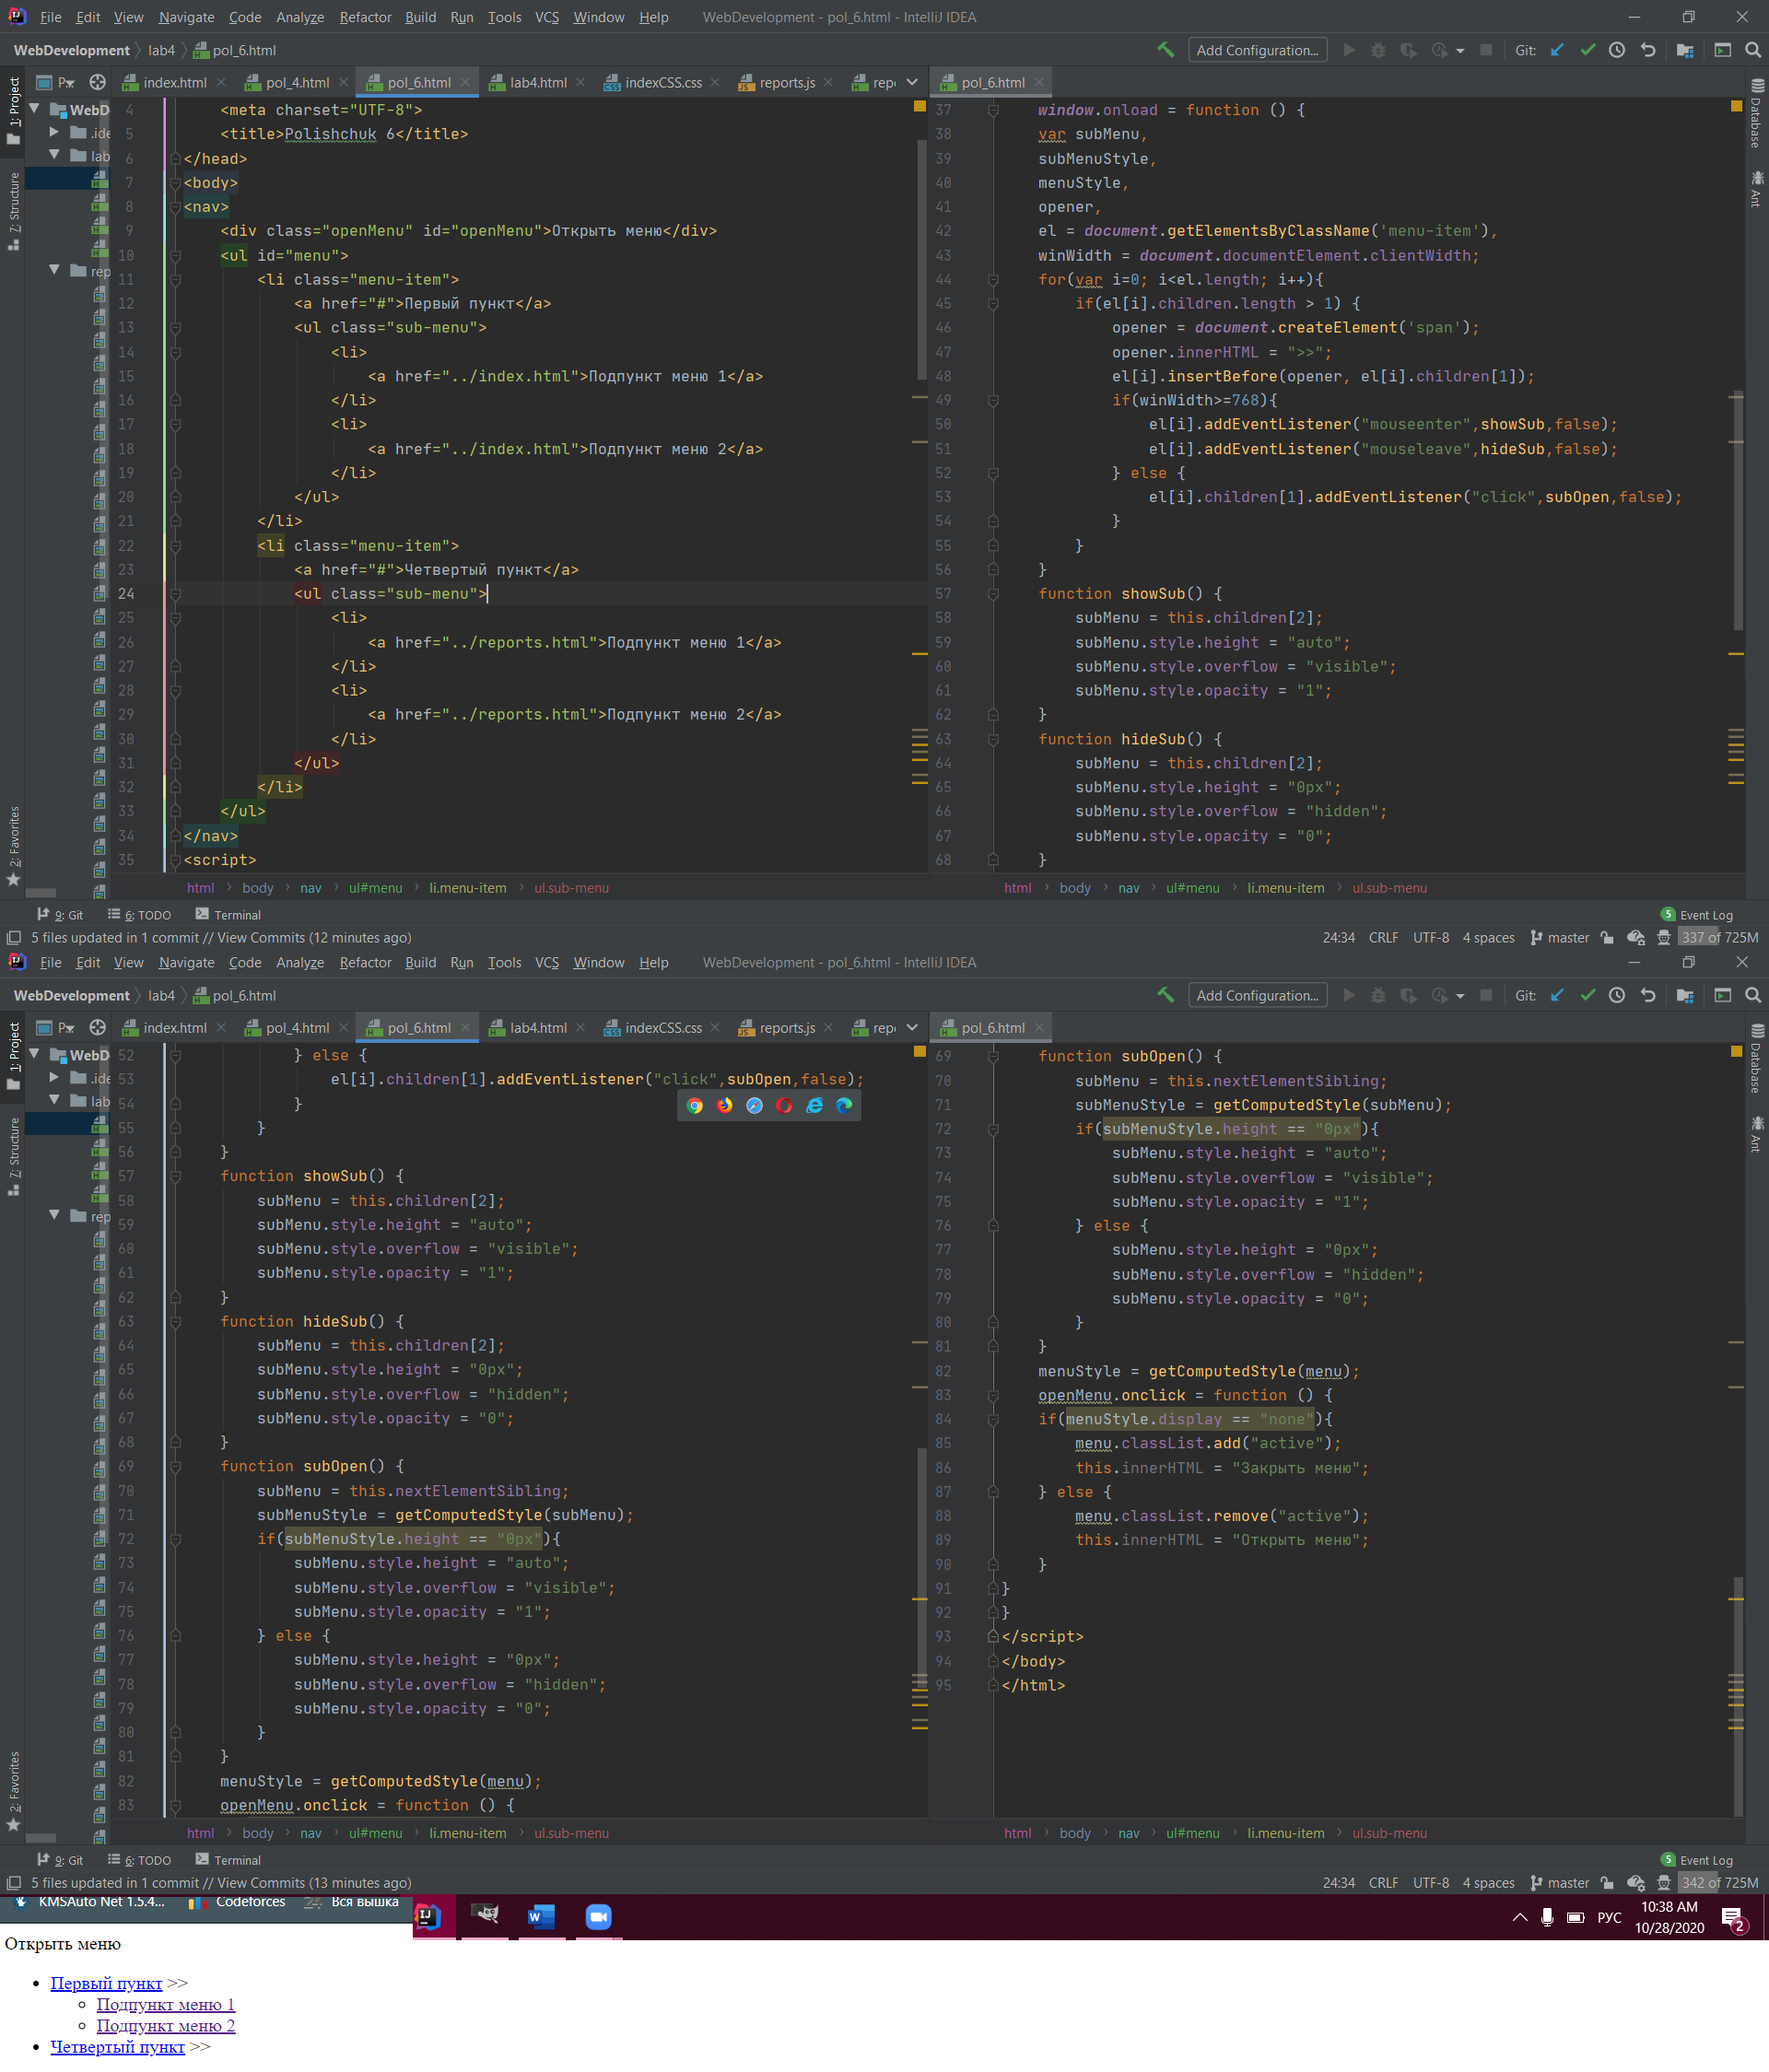 File Edit View Navigate Code Analyze Refactor Build Run Tools VCS Window Help WebDevelopment - pol_6.html - IntelliJ IDEA
WebDevelopment lab4 pol_6.html Add Configuration... Git:
P index.html pol_4.html pol_6.html lab4.html indexCSS.css reports.js rep pol_6.html
1: Project
7: Structure
2: Favorites
Database
Ant
WebD
.ide
lab
rep
4 <meta charset="UTF-8">
5 <title>Polishchuk 6</title>
6 </head>
7 <body>
8 <nav>
9 <div class="openMenu" id="openMenu">Открыть меню</div>
10 <ul id="menu">
11 <li class="menu-item">
12 <a href="#">Первый пункт</a>
13 <ul class="sub-menu">
14 <li>
15 <a href="../index.html">Подпункт меню 1</a>
16 </li>
17 <li>
18 <a href="../index.html">Подпункт меню 2</a>
19 </li>
20 </ul>
21 </li>
22 <li class="menu-item">
23 <a href="#">Четвертый пункт</a>
24 <ul class="sub-menu">
25 <li>
26 <a href="../reports.html">Подпункт меню 1</a>
27 </li>
28 <li>
29 <a href="../reports.html">Подпункт меню 2</a>
30 </li>
31 </ul>
32 </li>
33 </ul>
34 </nav>
35 <script>
html body nav ul#menu li.menu-item ul.sub-menu
37 window.onload = function () {
38 var subMenu,
39 subMenuStyle,
40 menuStyle,
41 opener,
42 el = document.getElementsByClassName('menu-item'),
43 winWidth = document.documentElement.clientWidth;
44 for(var i=0; i<el.length; i++){
45 if(el[i].children.length > 1) {
46 opener = document.createElement('span');
47 opener.innerHTML = ">>";
48 el[i].insertBefore(opener, el[i].children[1]);
49 if(winWidth>=768){
50 el[i].addEventListener("mouseenter",showSub,false);
51 el[i].addEventListener("mouseleave",hideSub,false);
52 } else {
53 el[i].children[1].addEventListener("click",subOpen,false);
54 }
55 }
56 }
57 function showSub() {
58 subMenu = this.children[2];
59 subMenu.style.height = "auto";
60 subMenu.style.overflow = "visible";
61 subMenu.style.opacity = "1";
62 }
63 function hideSub() {
64 subMenu = this.children[2];
65 subMenu.style.height = "0px";
66 subMenu.style.overflow = "hidden";
67 subMenu.style.opacity = "0";
68 }
html body nav ul#menu li.menu-item ul.sub-menu
9: Git 6: TODO Terminal 5 Event Log
5 files updated in 1 commit // View Commits (12 minutes ago) 24:34 CRLF UTF-8 4 spaces master 337 of 725M
File Edit View Navigate Code Analyze Refactor Build Run Tools VCS Window Help WebDevelopment - pol_6.html - IntelliJ IDEA
WebDevelopment lab4 pol_6.html Add Configuration... Git:
P index.html pol_4.html pol_6.html lab4.html indexCSS.css reports.js rep pol_6.html
1: Project
7: Structure
2: Favorites
Database
Ant
WebD
.ide
lab
rep
52 } else {
53 el[i].children[1].addEventListener("click",subOpen,false);
54 }
55 }
56 }
57 function showSub() {
58 subMenu = this.children[2];
59 subMenu.style.height = "auto";
60 subMenu.style.overflow = "visible";
61 subMenu.style.opacity = "1";
62 }
63 function hideSub() {
64 subMenu = this.children[2];
65 subMenu.style.height = "0px";
66 subMenu.style.overflow = "hidden";
67 subMenu.style.opacity = "0";
68 }
69 function subOpen() {
70 subMenu = this.nextElementSibling;
71 subMenuStyle = getComputedStyle(subMenu);
72 if(subMenuStyle.height == "0px"){
73 subMenu.style.height = "auto";
74 subMenu.style.overflow = "visible";
75 subMenu.style.opacity = "1";
76 } else {
77 subMenu.style.height = "0px";
78 subMenu.style.overflow = "hidden";
79 subMenu.style.opacity = "0";
80 }
81 }
82 menuStyle = getComputedStyle(menu);
83 openMenu.onclick = function () {
html body nav ul#menu li.menu-item ul.sub-menu
69 function subOpen() {
70 subMenu = this.nextElementSibling;
71 subMenuStyle = getComputedStyle(subMenu);
72 if(subMenuStyle.height == "0px"){
73 subMenu.style.height = "auto";
74 subMenu.style.overflow = "visible";
75 subMenu.style.opacity = "1";
76 } else {
77 subMenu.style.height = "0px";
78 subMenu.style.overflow = "hidden";
79 subMenu.style.opacity = "0";
80 }
81 }
82 menuStyle = getComputedStyle(menu);
83 openMenu.onclick = function () {
84 if(menuStyle.display == "none"){
85 menu.classList.add("active");
86 this.innerHTML = "Закрыть меню";
87 } else {
88 menu.classList.remove("active");
89 this.innerHTML = "Открыть меню";
90 }
91 }
92 }
93 </script>
94 </body>
95 </html>
html body nav ul#menu li.menu-item ul.sub-menu
9: Git 6: TODO Terminal 5 Event Log
5 files updated in 1 commit // View Commits (13 minutes ago) 24:34 CRLF UTF-8 4 spaces master 342 of 725M
KMSAuto Net 1.5.4... Codeforces Вся вышка
РУС 10:38 AM
10/28/2020 2
Открыть меню
Первый пункт >>
Подпункт меню 1
Подпункт меню 2
Четвертый пункт >>